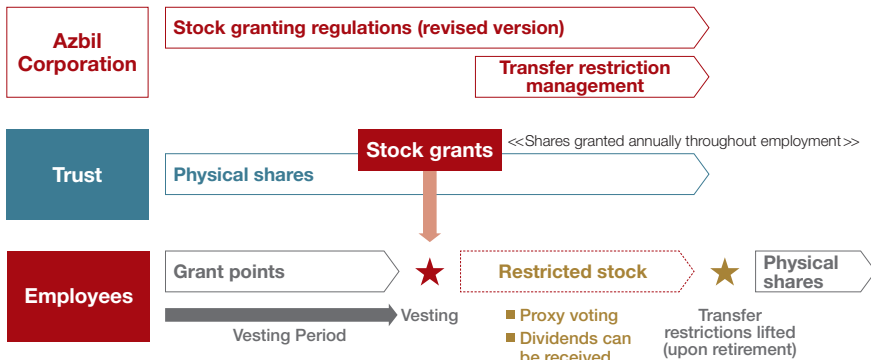 Azbil
Corporation
Stock granting regulations (revised version)
Transfer restriction
management
Trust
Physical shares
Stock grants
<<Shares granted annually throughout employment>>
Employees
Grant points
Restricted stock
Physical
shares
Vesting Period
Vesting
■ Proxy voting
■ Dividends can
be received
Transfer
restrictions lifted
(upon retirement)